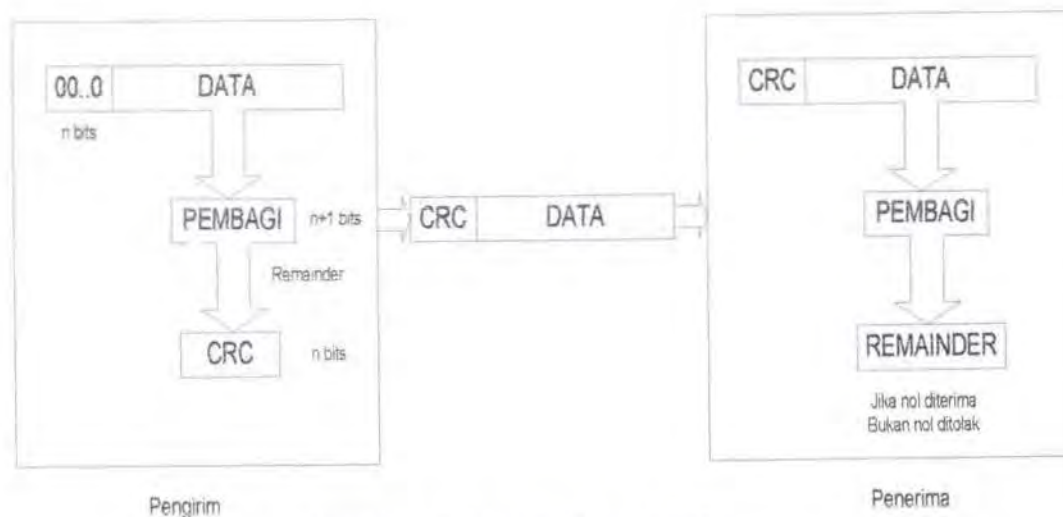 00..0 DATA
n bits
PEMBAGI n+1 bits
Remainder
CRC n bits
Pengirim
CRC DATA
CRC DATA
PEMBAGI
REMAINDER
Jika nol diterima
Bukan nol ditolak
Penerima